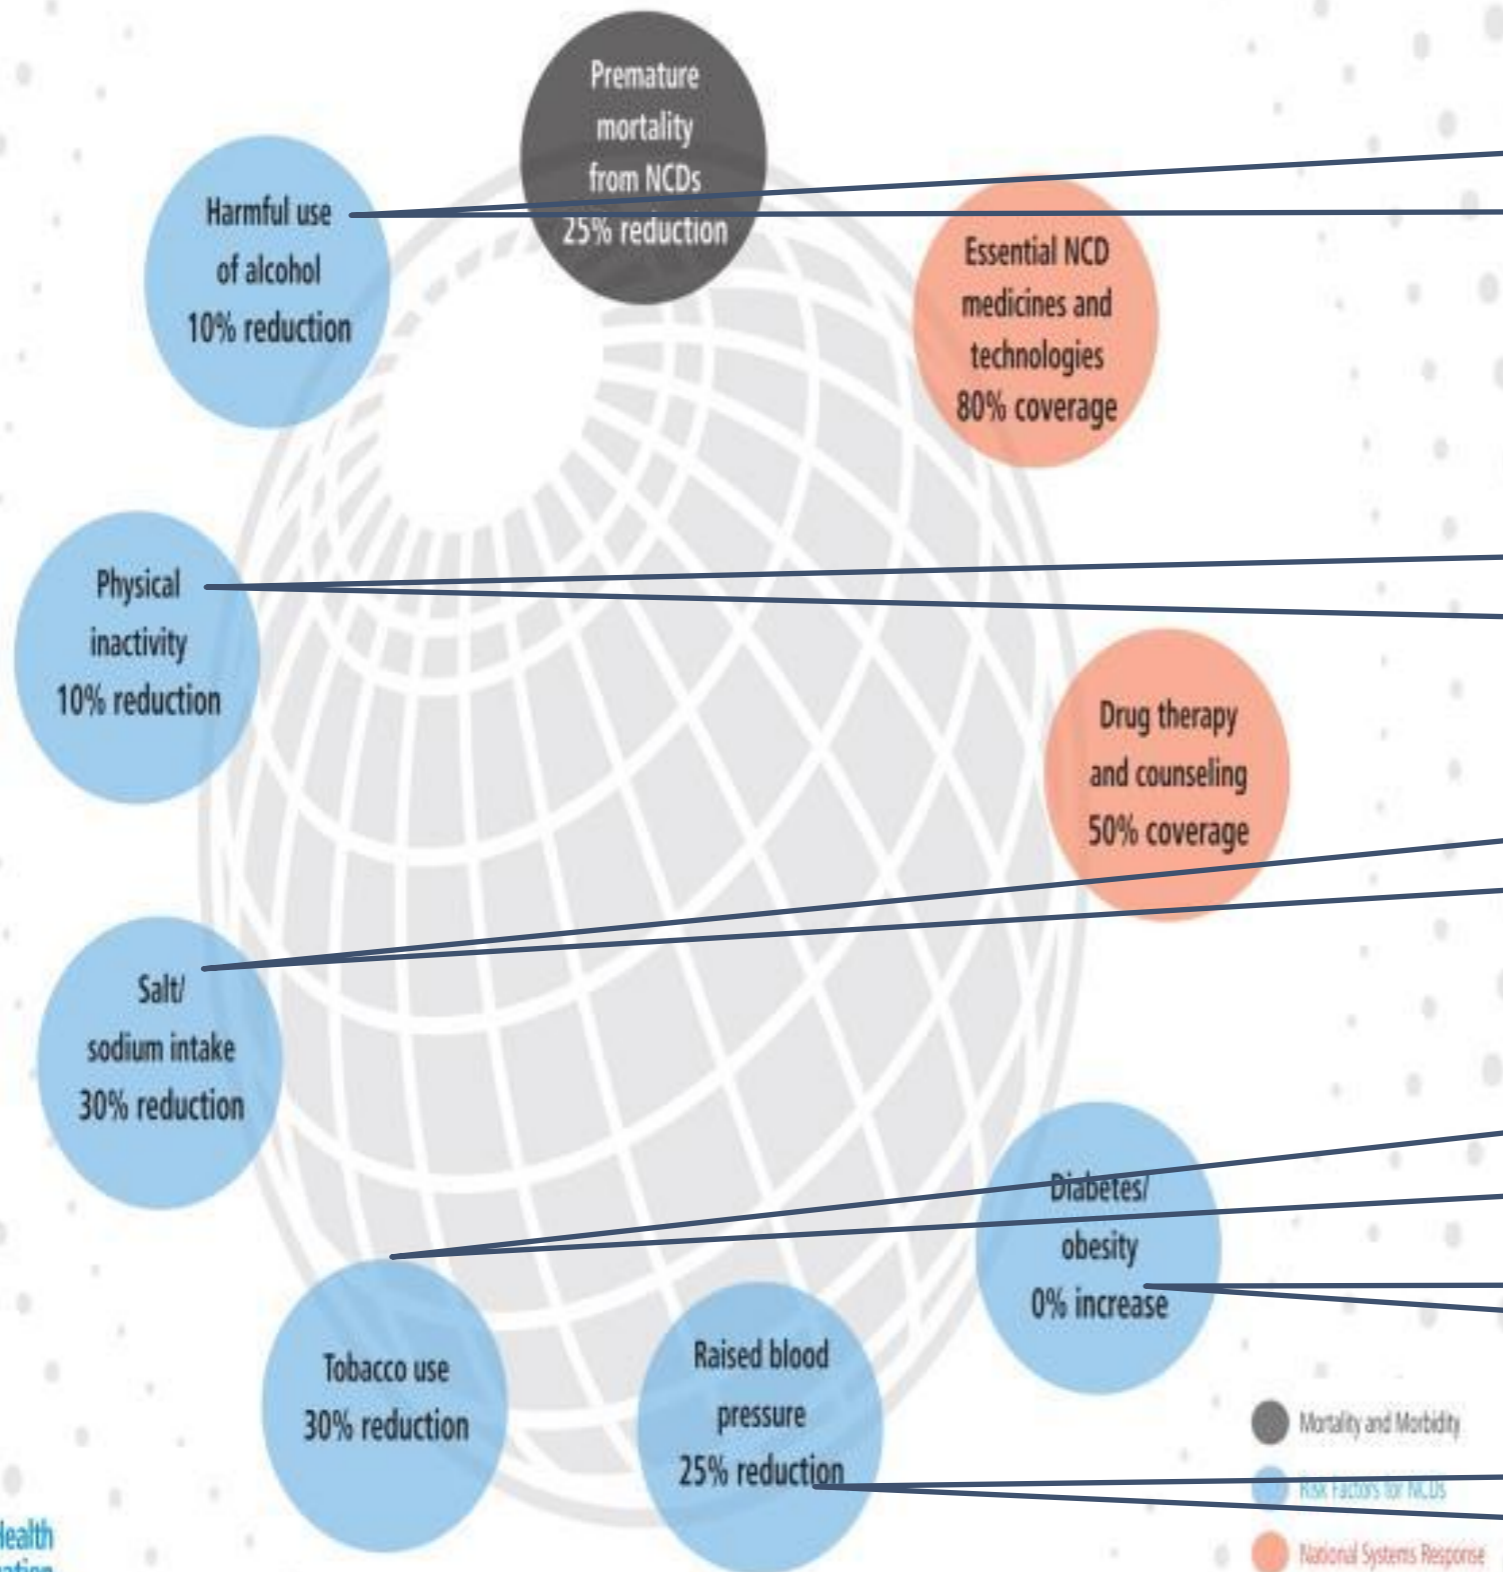 Premature
mortality
from NCDs
25% reduction
Harmful use
of alcohol
10% reduction
Essential NCD
medicines and
technologies
80% coverage
Physical
inactivity
10% reduction
Drug therapy
and counseling
50% coverage
Salt/
sodium intake
30% reduction
Diabetes/
obesity
0% increase
Tobacco use
30% reduction
Raised blood
pressure
25% reduction
Mortality and Morbidity
Risk Factors for NCDs
National Systems Response
Health